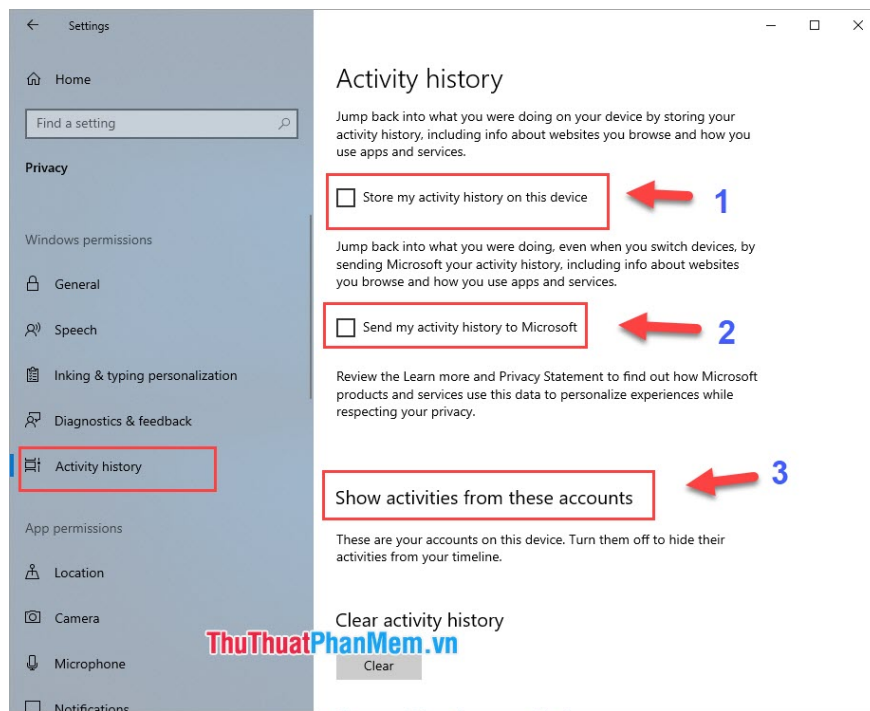 Settings
Home
Find a setting
Privacy
Windows permissions
General
Speech
Inking & typing personalization
Diagnostics & feedback
Activity history
App permissions
Location
Camera
Microphone
Notifications
Activity history
Jump back into what you were doing on your device by storing your
activity history, including info about websites you browse and how you
use apps and services.
Store my activity history on this device
1
Jump back into what you were doing, even when you switch devices, by
sending Microsoft your activity history, including info about websites
you browse and how you use apps and services.
Send my activity history to Microsoft
2
Review the Learn more and Privacy Statement to find out how Microsoft
products and services use this data to personalize experiences while
respecting your privacy.
3
Show activities from these accounts
These are your accounts on this device. Turn them off to hide their
activities from your timeline.
Clear activity history
ThuThuatPhanMem.vn
Clear